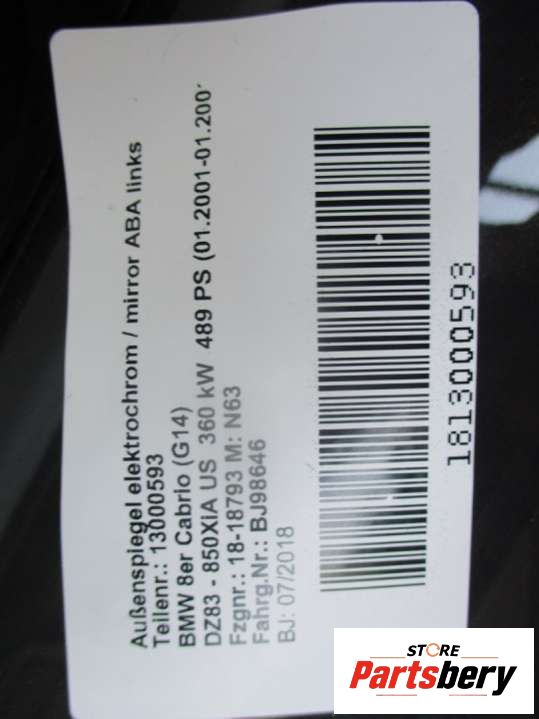 Außenspiegel elektrochrom / mirror ABA links
Teilenr.: 13000593
BMW 8er Cabrio (G14)
DZ83 - 850XiA US 360 kW 489 PS (01.2001-01.200
Fzgnr.: 18-18793 M: N63
Fahrg.Nr.: BJ98646
BJ: 07/2018
1813000593
STORE
Partsbery